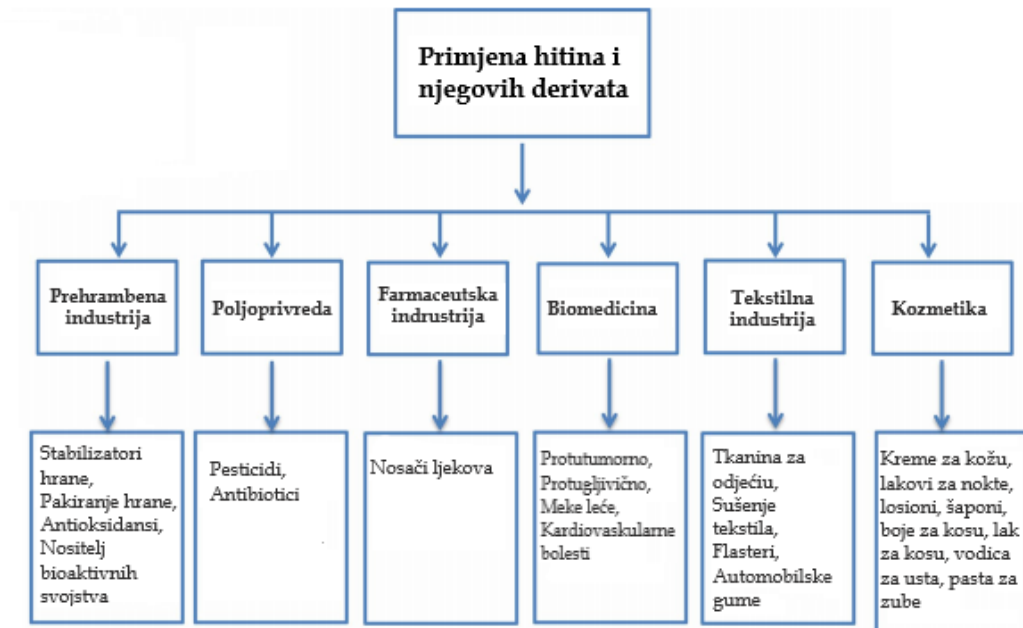 Primjena hitina i
njegovih derivata
Prehrambena
industrija
Poljoprivreda
Farmaceutska
indrustrija
Biomedicina
Tekstilna
industrija
Kozmetika
Stabilizatori
hrane,
Pakiranje hrane,
Antioksidansi,
Nositelj
bioaktivnih
svojstva
Pesticidi,
Antibiotici
Nosači ljekova
Protutumorno,
Protugljivično,
Meke leće,
Kardiovaskularne
bolesti
Tkanina za
odjeću,
Sušenje
tekstila,
Flasteri,
Automobilske
gume
Kreme za kožu,
lakovi za nokte,
losioni, šaponi,
boje za kosu, lak
za kosu, vodica
za usta, pasta za
zube